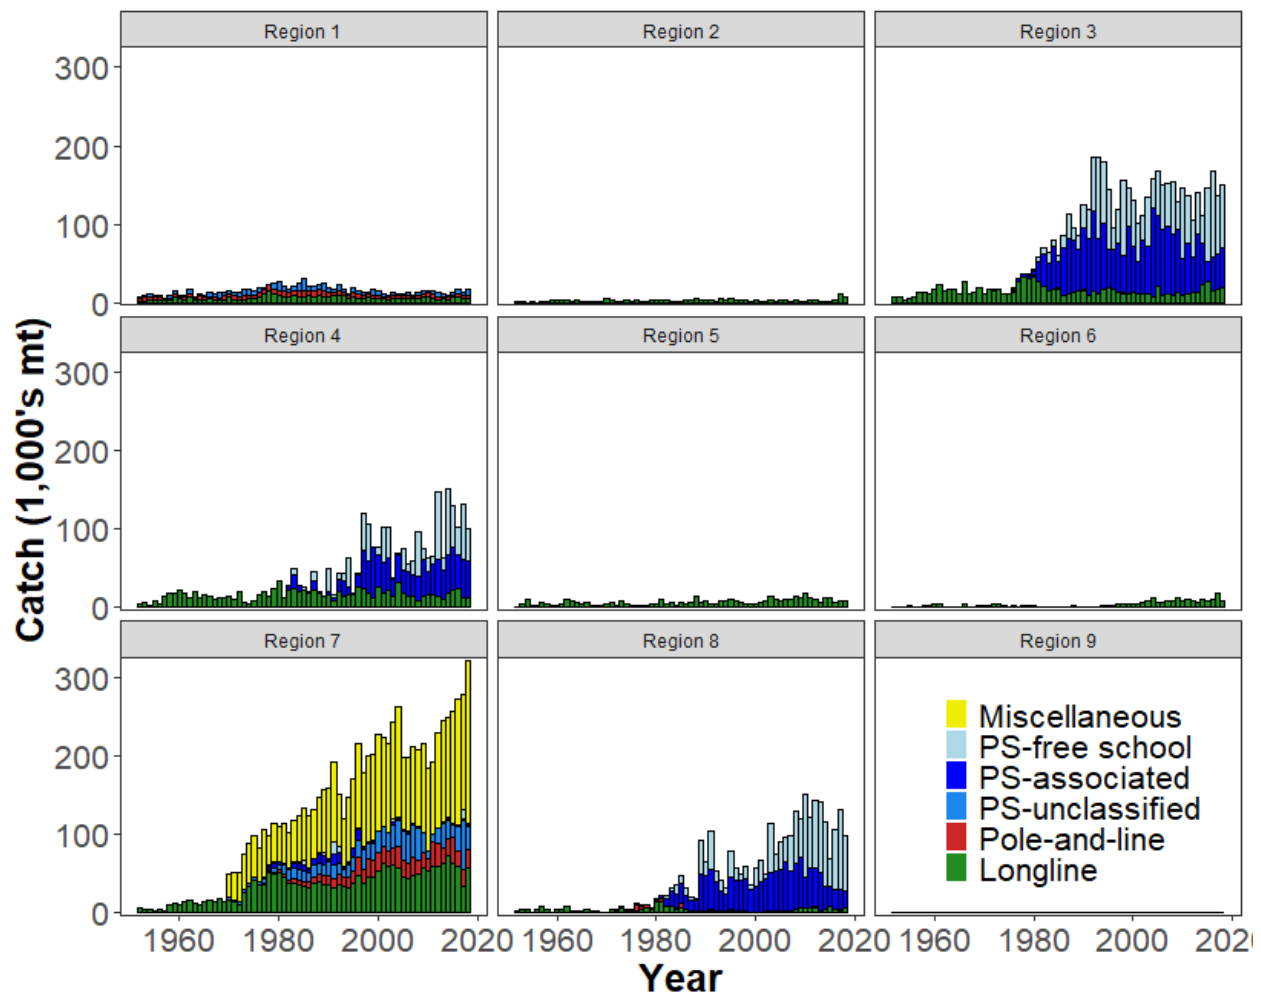 Region 1
Region 2
Region 3
300
200
100
0
Region 4
Region 5
Region 6
300
200
100
0
Region 7
Region 8
Region 9
300
200
100
0
Miscellaneous
PS-free school
PS-associated
PS-unclassified
Pole-and-line
Longline
1960 1980 2000 2020 1960 1980 2000 2020 1960 1980 2000 2020
Year
Catch (1,000's mt)